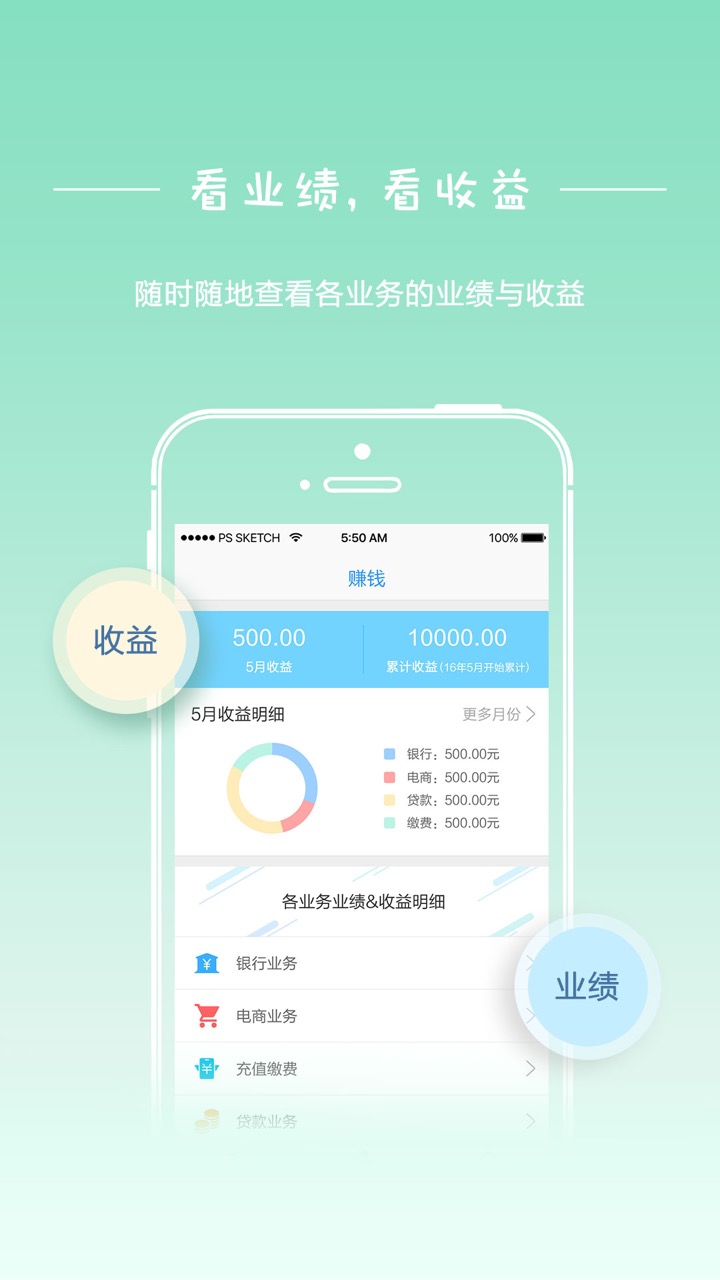 看业绩, 看收益
随时随地查看各业务的业绩与收益
PS SKETCH 5:50 AM 100%
赚钱
收益
500.00 10000.00
5月收益 累计收益(16年5月开始累计)
5月收益明细 更多月份
银行: 500.00元
电商: 500.00元
贷款: 500.00元
缴费: 500.00元
各业务业绩&收益明细
银行业务
业绩
电商业务
充值缴费
贷款业务